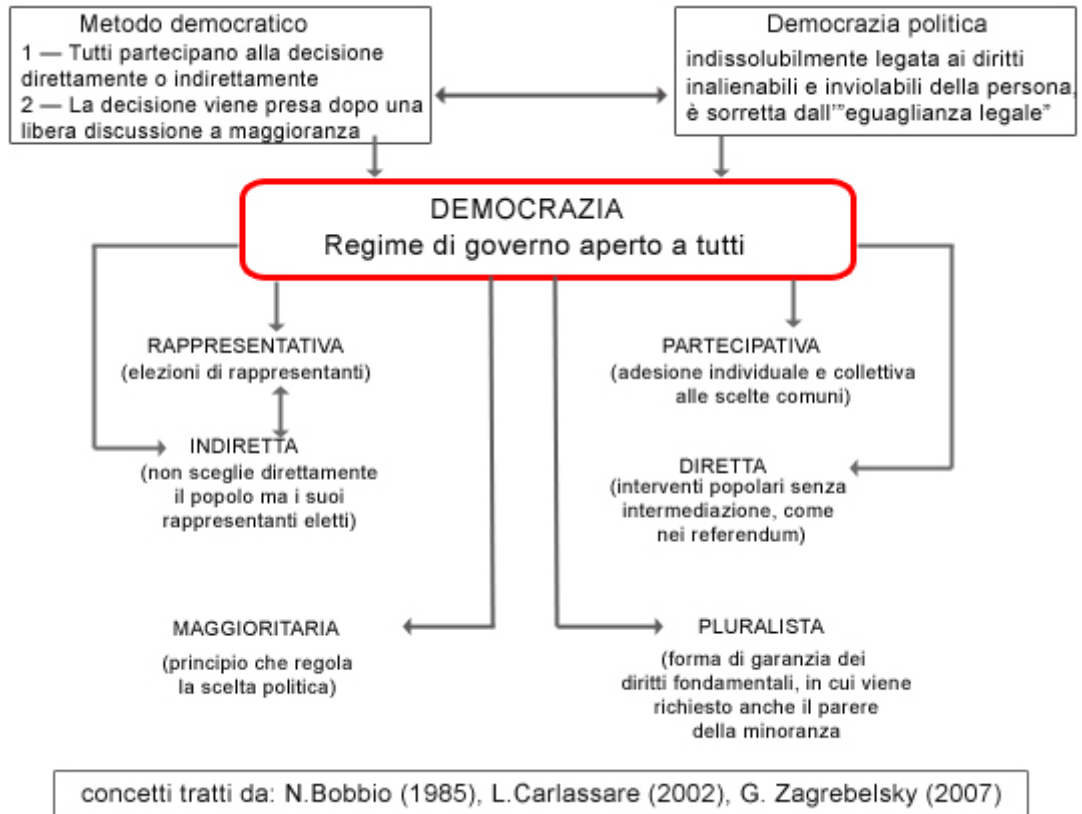 Metodo democratico
1 — Tutti partecipano alla decisione
direttamente o indirettamente
2 — La decisione viene presa dopo una
libera discussione a maggioranza
Democrazia politica
indissolubilmente legata ai diritti
inalienabili e inviolabili della persona,
è sorretta dall'"eguaglianza legale"
DEMOCRAZIA
Regime di governo aperto a tutti
RAPPRESENTATIVA
(elezioni di rappresentanti)
PARTECIPATIVA
(adesione individuale e collettiva
alle scelte comuni)
INDIRETTA
(non sceglie direttamente
il popolo ma i suoi
rappresentanti eletti)
DIRETTA
(interventi popolari senza
intermediazione, come
nei referendum)
MAGGIORITARIA
(principio che regola
la scelta politica)
PLURALISTA
(forma di garanzia dei
diritti fondamentali, in cui viene
richiesto anche il parere
della minoranza
concetti tratti da: N.Bobbio (1985), L.Carlassare (2002), G. Zagrebelsky (2007)